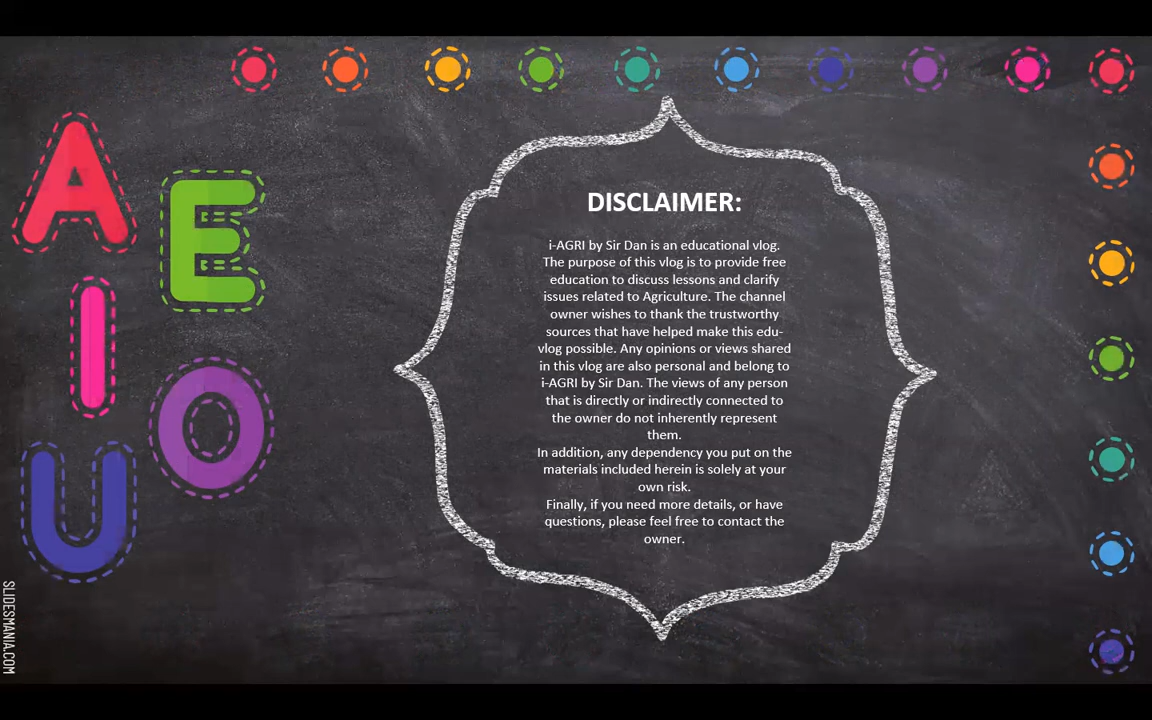 A
E
I
O
U
DISCLAIMER:
i-AGRI by Sir Dan is an educational vlog.
The purpose of this vlog is to provide free
education to discuss lessons and clarify
issues related to Agriculture. The channel
owner wishes to thank the trustworthy
sources that have helped make this edu-
vlog possible. Any opinions or views shared
in this vlog are also personal and belong to
i-AGRI by Sir Dan. The views of any person
that is directly or indirectly connected to
the owner do not inherently represent
them.
In addition, any dependency you put on the
materials included herein is solely at your
own risk.
Finally, if you need more details, or have
questions, please feel free to contact the
owner.
SLIDESMANIA.COM